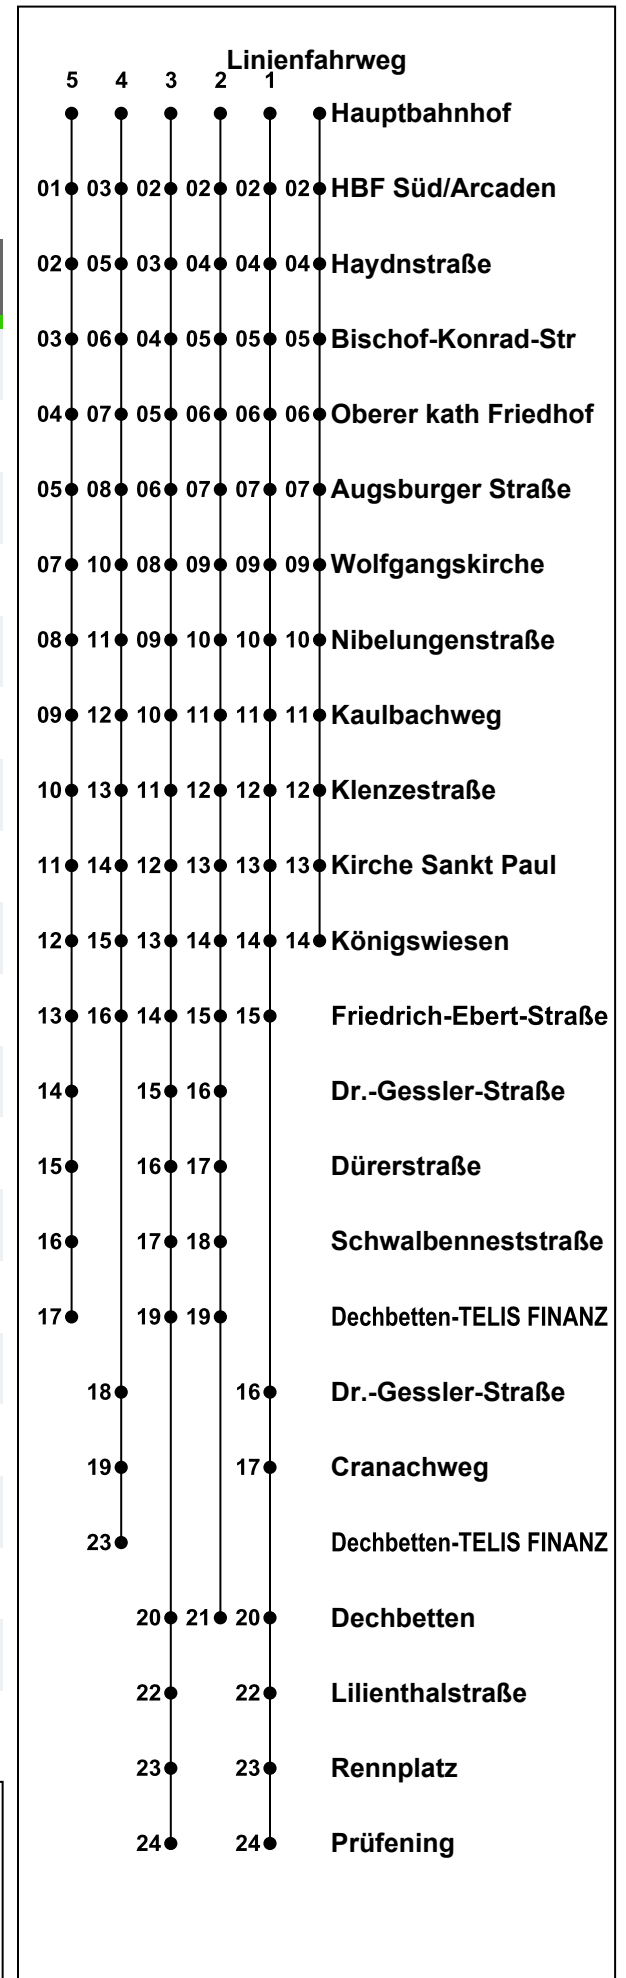 Linienfahrweg
5 4 3 2 1
Hauptbahnhof
01 03 02 02 02 02 HBF Süd/Arcaden
02 05 03 04 04 04 Haydnstraße
03 06 04 05 05 05 Bischof-Konrad-Str
04 07 05 06 06 06 Oberer kath Friedhof
05 08 06 07 07 07 Augsburger Straße
07 10 08 09 09 09 Wolfgangskirche
08 11 09 10 10 10 Nibelungenstraße
09 12 10 11 11 11 Kaulbachweg
10 13 11 12 12 12 Klenzestraße
11 14 12 13 13 13 Kirche Sankt Paul
12 15 13 14 14 14 Königswiesen
13 16 14 15 15 Friedrich-Ebert-Straße
14 15 16 Dr.-Gessler-Straße
15 16 17 Dürerstraße
16 17 18 Schwalbenneststraße
17 19 19 Dechbetten-TELIS FINANZ
18 16 Dr.-Gessler-Straße
19 17 Cranachweg
23 Dechbetten-TELIS FINANZ
20 21 20 Dechbetten
22 22 Lilienthalstraße
23 23 Rennplatz
24 24 Prüfening